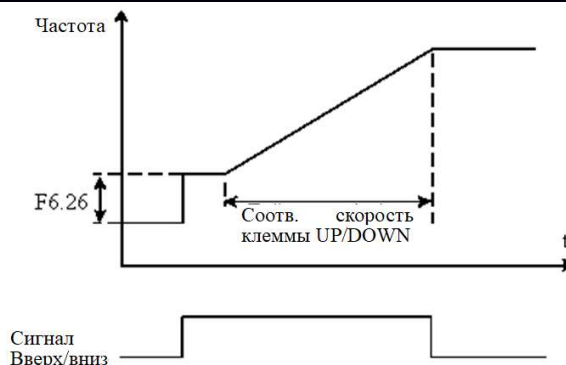 Частота
F6.26
Соотв. скорость
клеммы UP/DOWN
t
Сигнал
Вверх/вниз